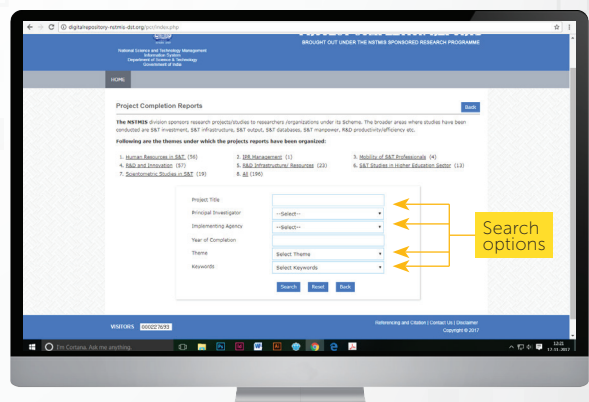 digitalrepository-nstmis-dst.org/pcr/index.php
BROUGHT OUT UNDER THE NSTMIS SPONSORED RESEARCH PROGRAMME
National Science and Technology Management
Information System
Department of Science & Technology
Government of India
HOME
Project Completion Reports
Back
The NSTMIS division sponsors research projects/studies to researchers /organizations under its Scheme. The broader areas where studies have been
conducted are S&T investment, S&T infrastructure, S&T output, S&T databases, S&T manpower, R&D productivity/efficiency etc.
Following are the themes under which the projects reports have been organized:
1. Human Resources in S&T (56) 2. IPR Management (1) 3. Mobility of S&T Professionals (4)
4. R&D and Innovation (57) 5. R&D Infrastructure/ Resources (23) 6. S&T Studies in Higher Education Sector (13)
7. Scientometric Studies in S&T (19) 8. All (196)
Project Title
Principal Investigator --Select--
Implementing Agency --Select--
Year of Completion
Theme Select Theme
Keywords Select Keywords
Search Reset Back
Search
options
VISITORS 000227693
Referencing and Citation | Contact Us | Disclaimer
Copyright © 2017
I'm Cortana. Ask me anything.
12:21
17-11-2017